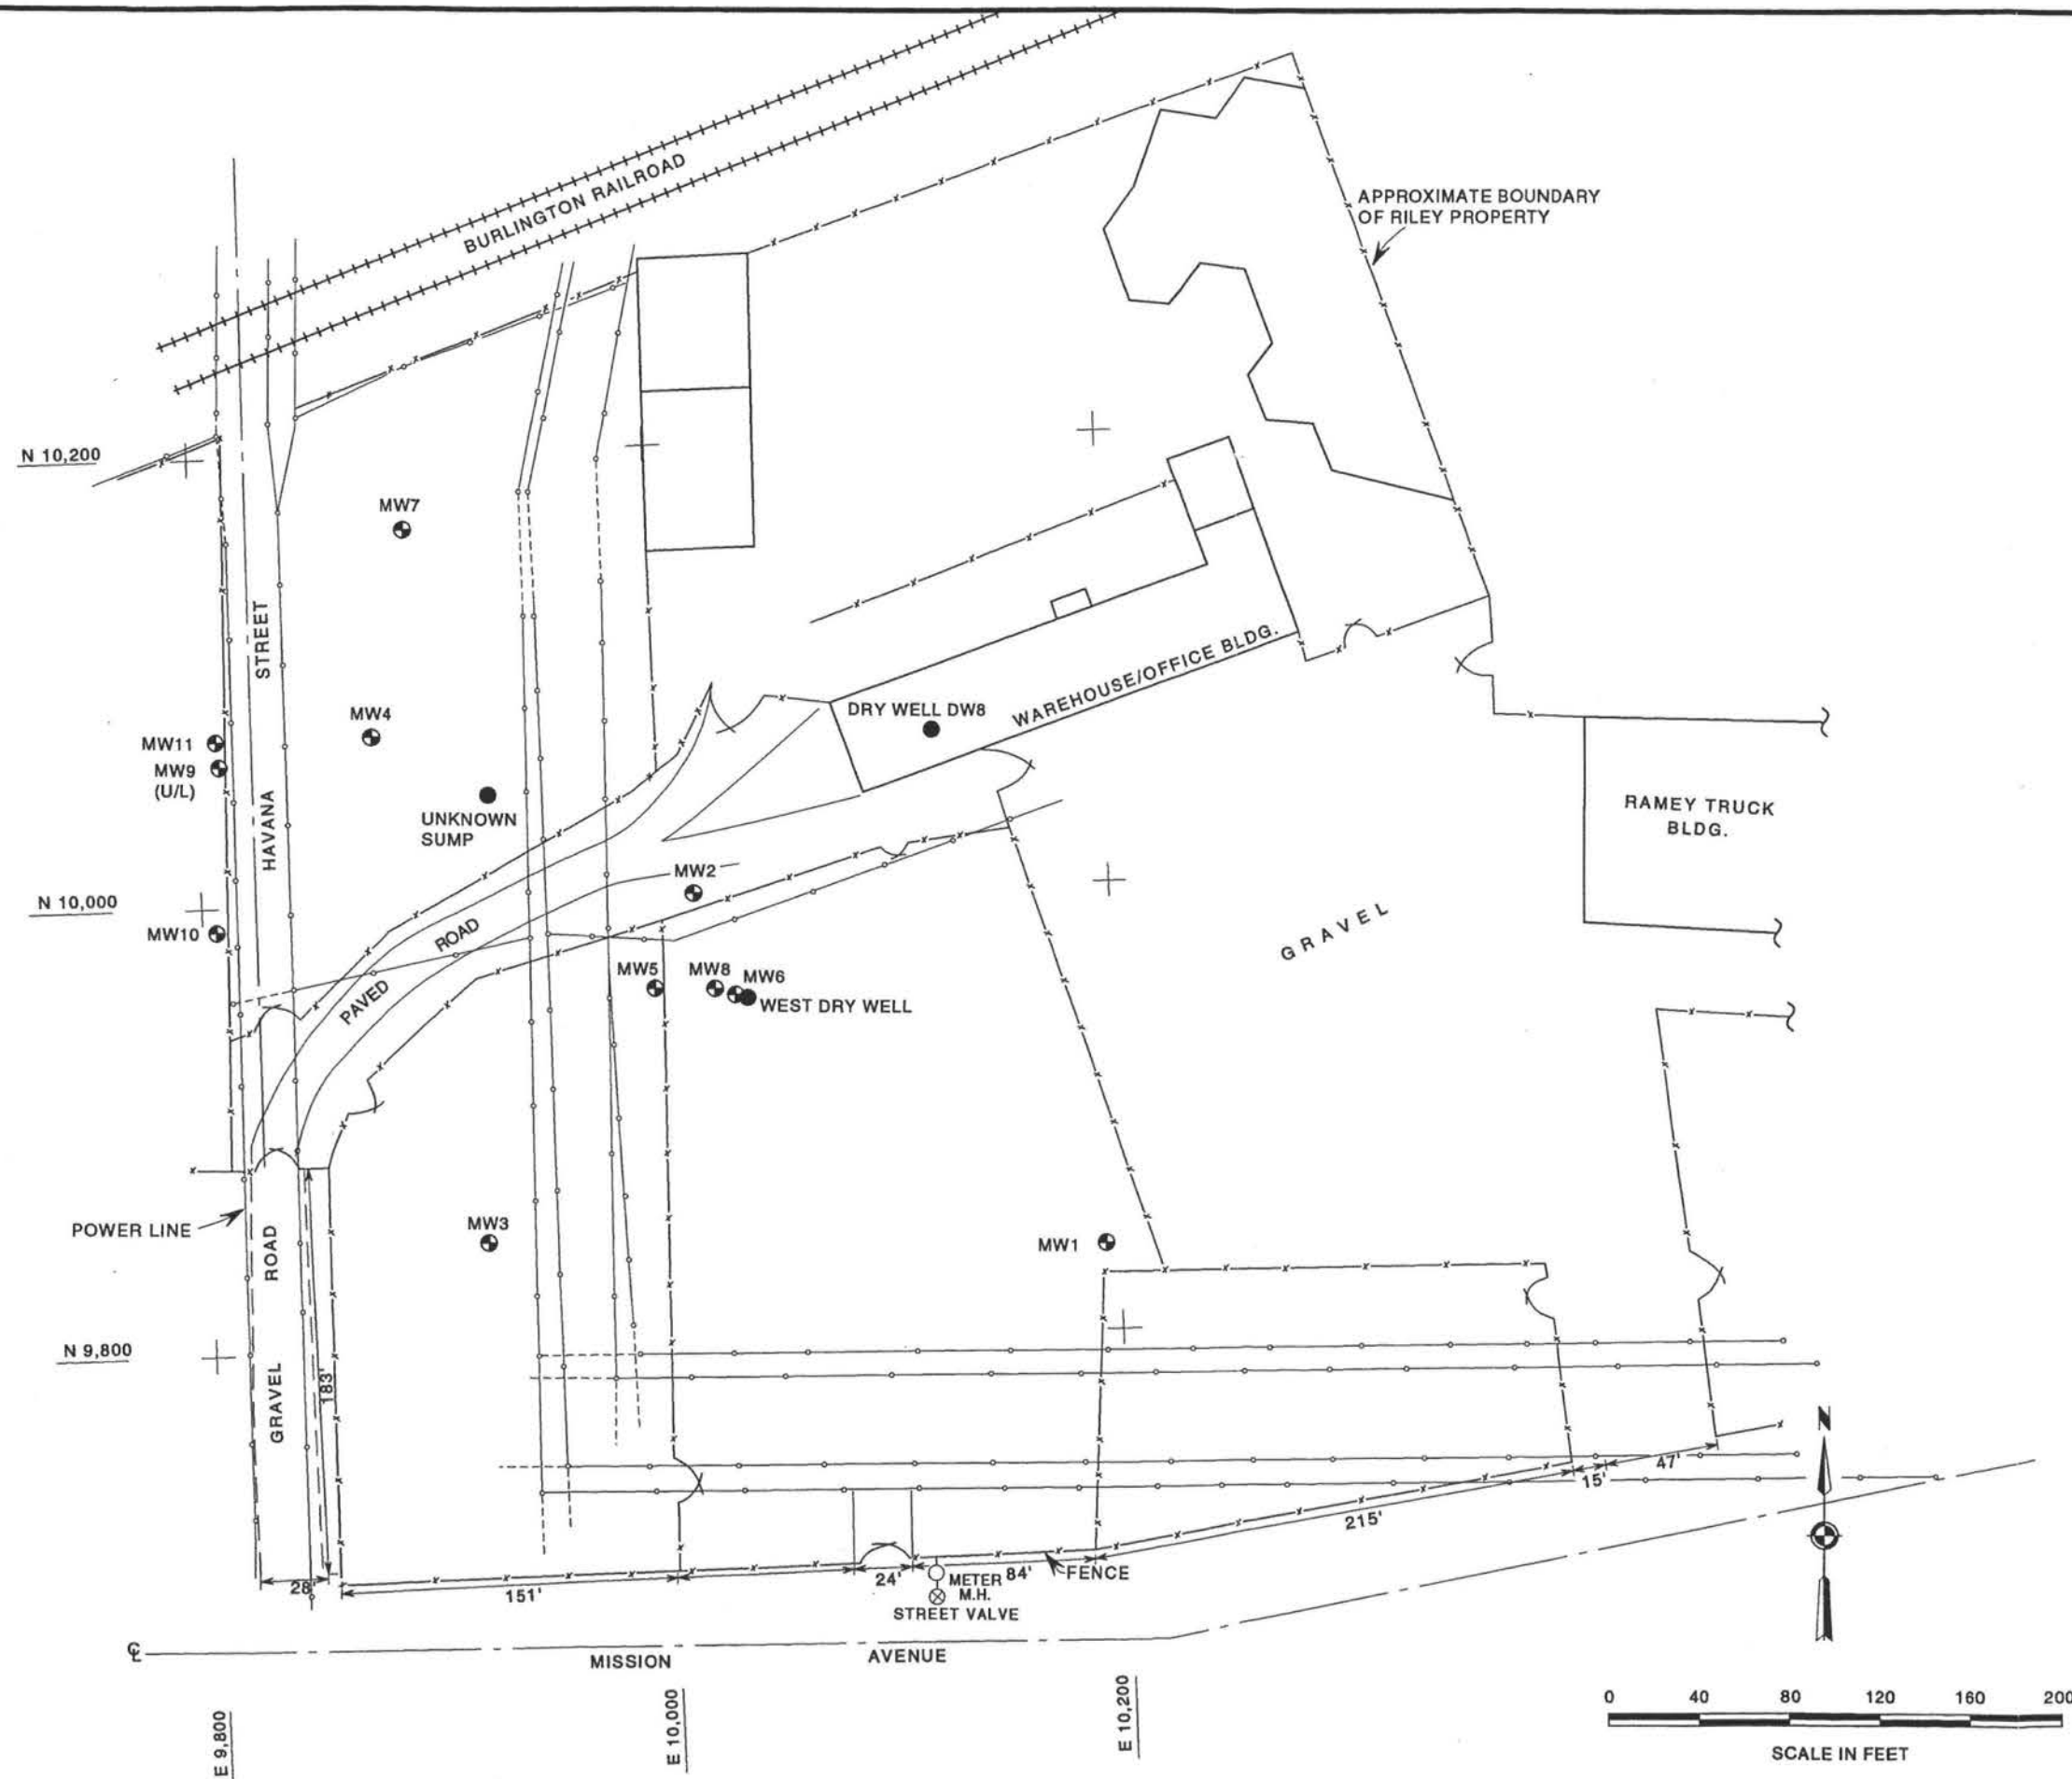 BURLINGTON RAILROAD
APPROXIMATE BOUNDARY
OF RILEY PROPERTY
N 10,200
MW7
STREET
HAVANA
MW4
MW11
MW9
(U/L)
UNKNOWN
SUMP
DRY WELL DW8
WAREHOUSE/OFFICE BLDG.
RAMEY TRUCK
BLDG.
MW2
N 10,000
MW10
PAVED
ROAD
GRAVEL
MW5
MW8
MW6
WEST DRY WELL
POWER LINE
MW3
MW1
GRAVEL ROAD
N 9,800
183'
N
28'
151'
24'
84'
215'
15'
47'
METER
M.H.
STREET VALVE
FENCE
℄
MISSION AVENUE
E 9,800
E 10,000
E 10,200
0 40 80 120 160 200
SCALE IN FEET